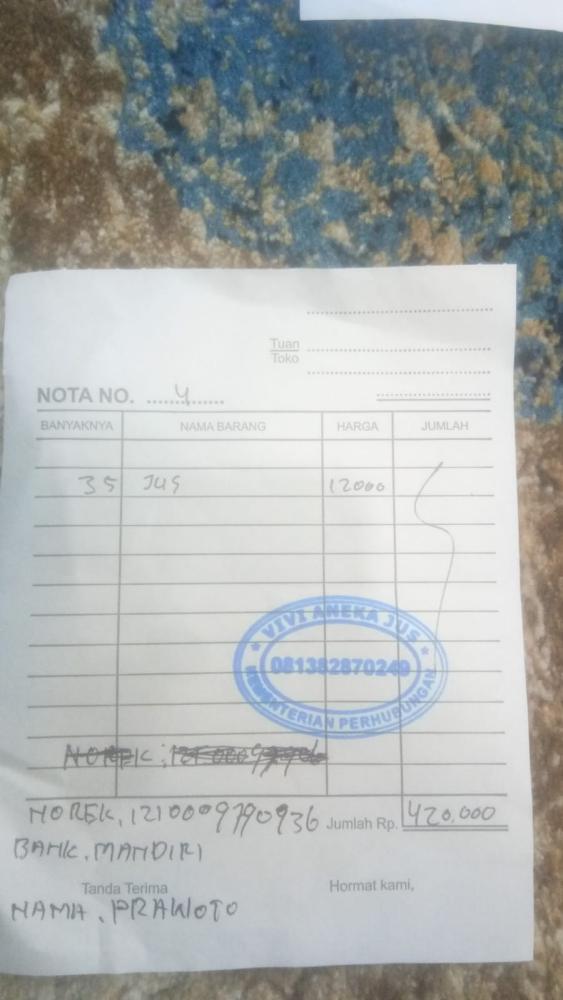 Tuan
Toko
NOTA NO. 4
BANYAKNYA NAMA BARANG HARGA JUMLAH
35 JUS 12000
VIVI ANEKA JUS
081382870249
KEMENTERIAN PERHUBUNGAN
NOREK, 1210009790936 Jumlah Rp. 420.000
BANK, MANDIRI
Tanda Terima Hormat kami,
NAMA, PRAWOTO